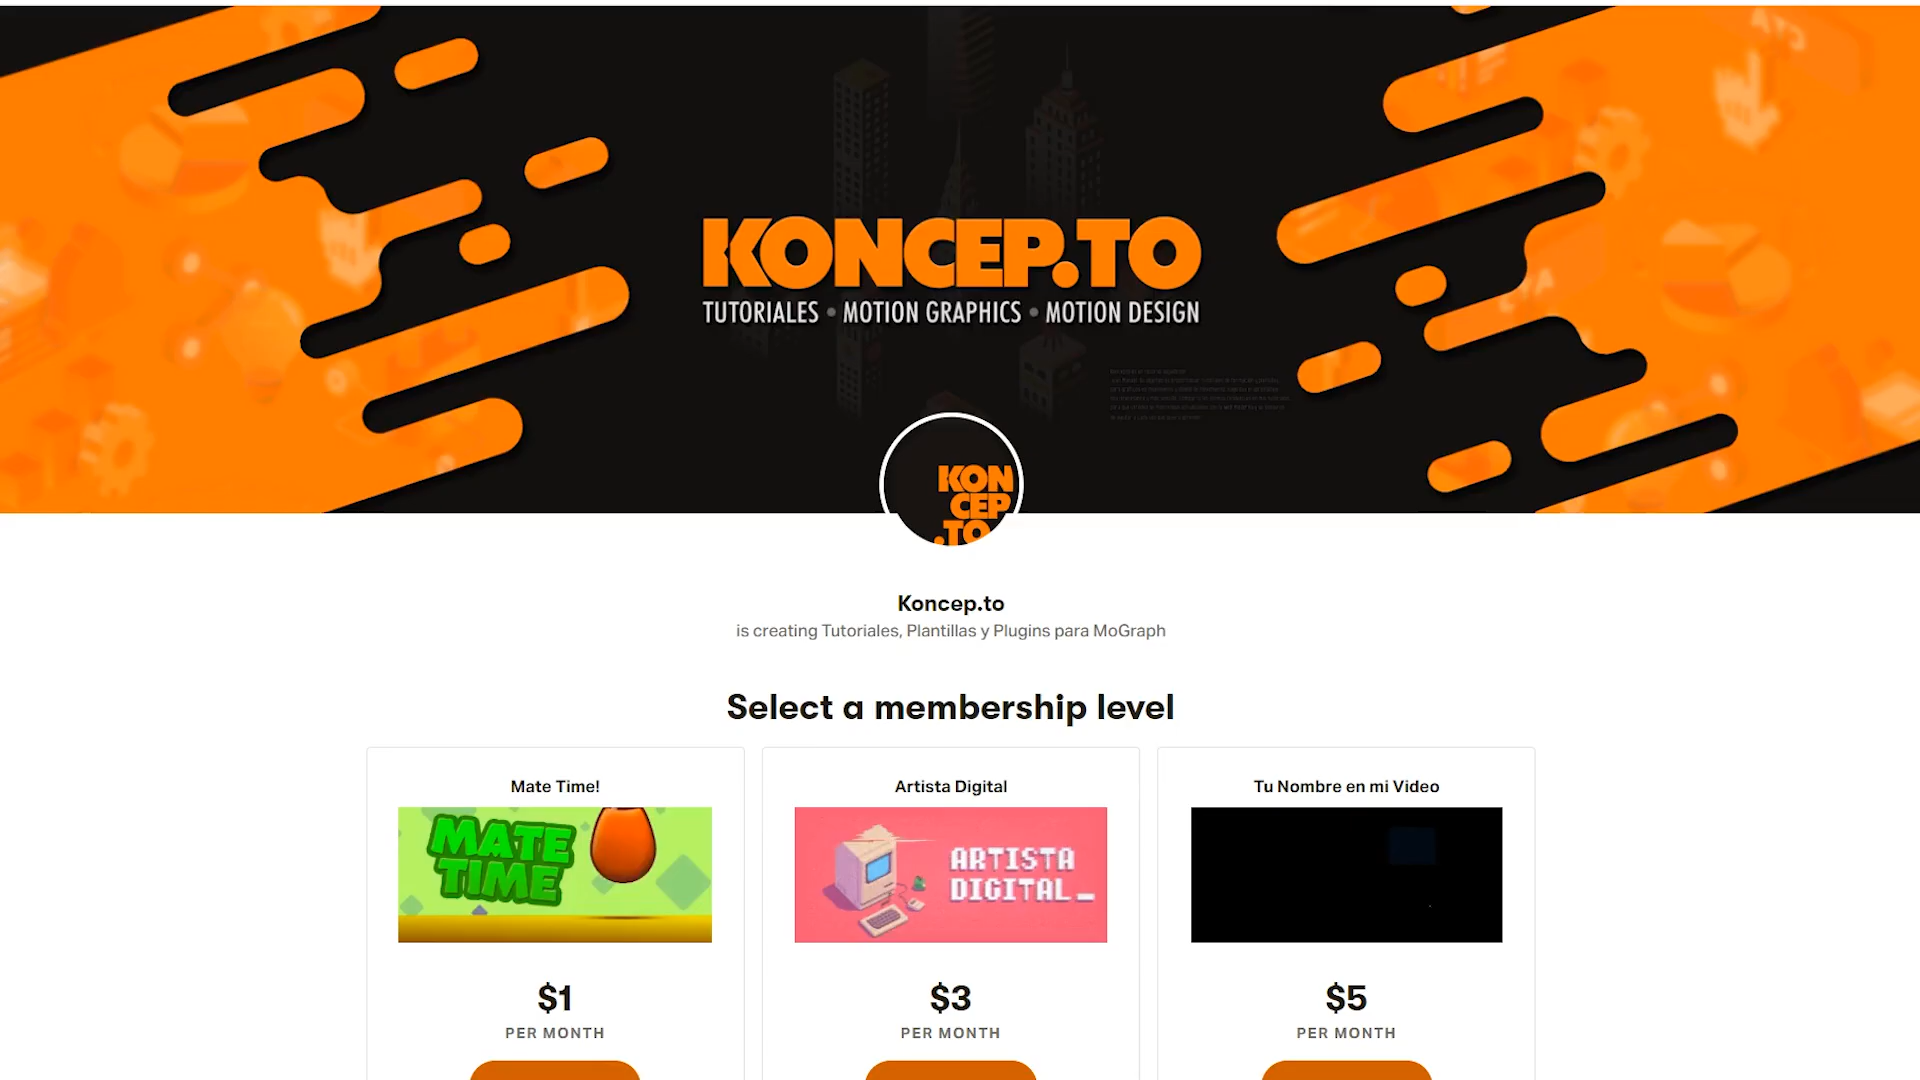 KONCEP.TO
TUTORIALES • MOTION GRAPHICS • MOTION DESIGN
KON
CEP
.TO
Koncep.to
is creating Tutoriales, Plantillas y Plugins para MoGraph
Select a membership level
Mate Time!
MATE
TIME
$1
PER MONTH
Artista Digital
ARTISTA
DIGITAL_
$3
PER MONTH
Tu Nombre en mi Video
$5
PER MONTH